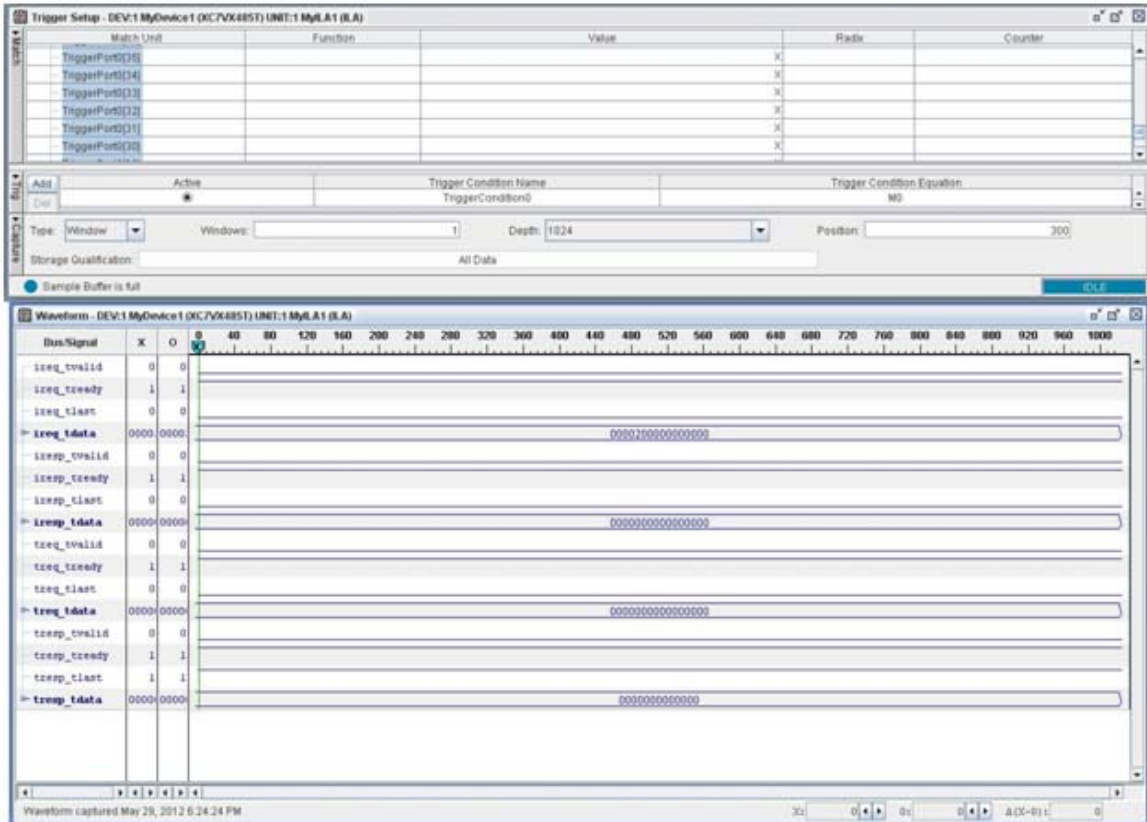 Trigger Setup - DEV:1 MyDevice1 (XC7VX485T) UNIT:1 MyILA1 (ILA)
Match
Match Unit Function Value Radix Counter
TriggerPort0[35] X
TriggerPort0[34] X
TriggerPort0[33] X
TriggerPort0[32] X
TriggerPort0[31] X
TriggerPort0[30] X
Trig
Add Active Trigger Condition Name Trigger Condition Equation
Del TriggerCondition0 M0
Capture
Type: Window Windows: 1 Depth: 1024 Position: 300
Storage Qualification: All Data
Sample Buffer is full IDLE
Waveform - DEV:1 MyDevice1 (XC7VX485T) UNIT:1 MyILA1 (ILA)
Bus/Signal X O 0 40 80 120 160 200 240 280 320 360 400 440 480 520 560 600 640 680 720 760 800 840 880 920 960 1000
ireq_tvalid 0 0
ireq_tready 1 1
ireq_tlast 0 0
ireq_tdata 0000 0000 0000200000000000
iresp_tvalid 0 0
iresp_tready 1 1
iresp_tlast 0 0
iresp_tdata 0000 0000 0000000000000000
treq_tvalid 0 0
treq_tready 1 1
treq_tlast 0 0
treq_tdata 0000 0000 0000000000000000
tresp_tvalid 0 0
tresp_tready 1 1
tresp_tlast 1 1
tresp_tdata 0000 0000 00000000000000
Waveform captured May 29, 2012 6:24:24 PM X: 0 O: 0 Δ(X-O): 0